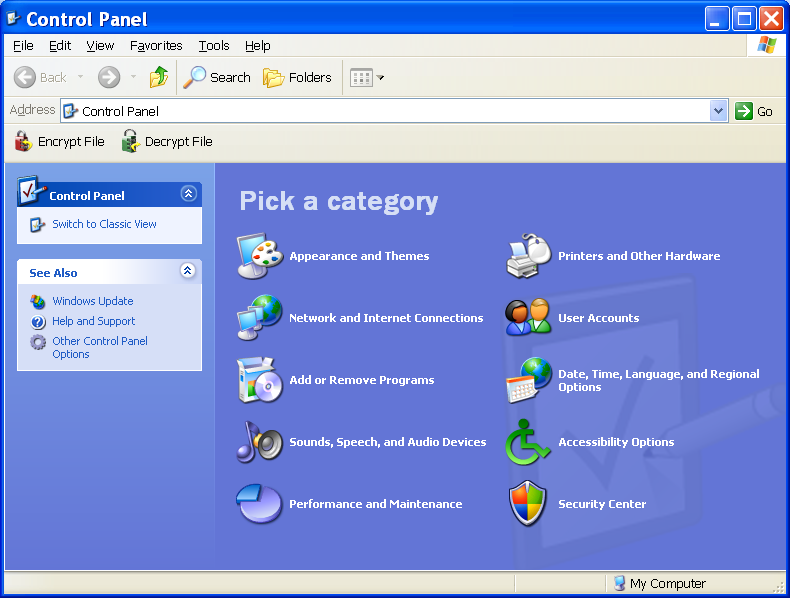 Control Panel
File Edit View Favorites Tools Help
Back Search Folders
Address Control Panel Go
Encrypt File Decrypt File
Control Panel
Switch to Classic View
See Also
Windows Update
Help and Support
Other Control Panel
Options
Pick a category
Appearance and Themes
Printers and Other Hardware
Network and Internet Connections
User Accounts
Add or Remove Programs
Date, Time, Language, and Regional
Options
Sounds, Speech, and Audio Devices
Accessibility Options
Performance and Maintenance
Security Center
My Computer